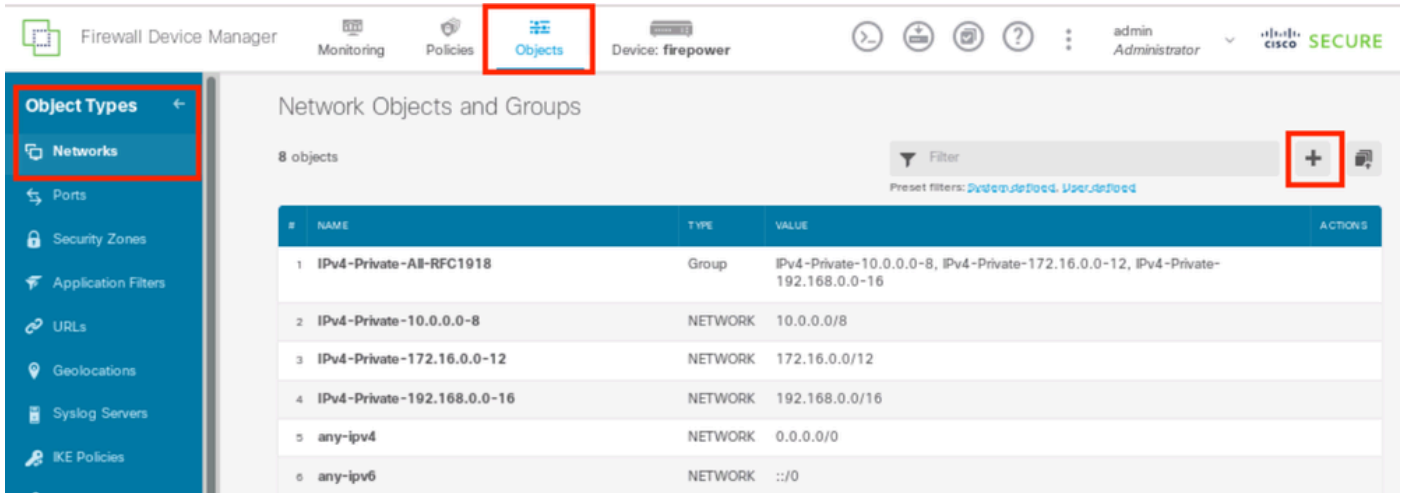 Firewall Device Manager
Monitoring
Policies
Objects
Device: firepower
admin
Administrator
cisco SECURE
Object Types
Networks
Ports
Security Zones
Application Filters
URLs
Geolocations
Syslog Servers
IKE Policies
Network Objects and Groups
8 objects
Filter
Preset filters: System defined, User defined
# NAME TYPE VALUE ACTIONS
1 IPv4-Private-All-RFC1918 Group IPv4-Private-10.0.0.0-8, IPv4-Private-172.16.0.0-12, IPv4-Private-
192.168.0.0-16
2 IPv4-Private-10.0.0.0-8 NETWORK 10.0.0.0/8
3 IPv4-Private-172.16.0.0-12 NETWORK 172.16.0.0/12
4 IPv4-Private-192.168.0.0-16 NETWORK 192.168.0.0/16
5 any-ipv4 NETWORK 0.0.0.0/0
6 any-ipv6 NETWORK ::/0